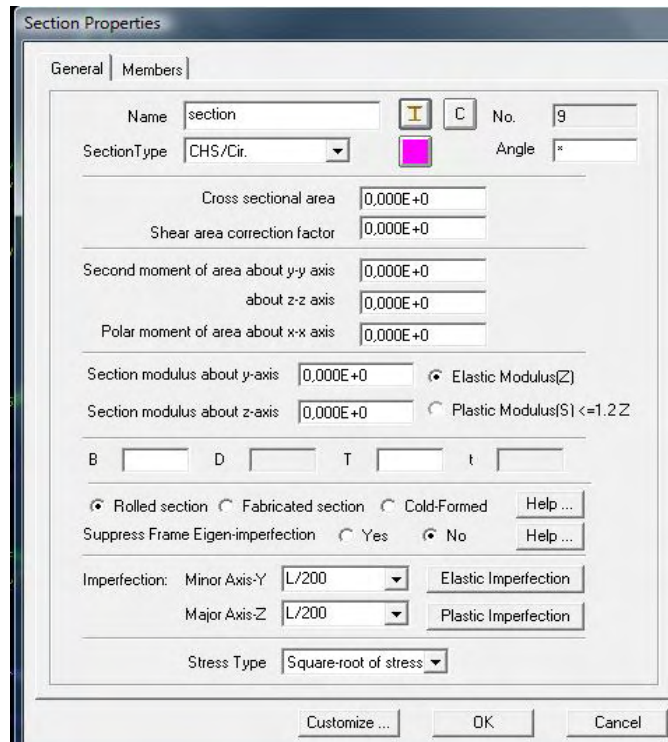 Section Properties
General Members
Name section C No. 9
SectionType CHS/Cir. Angle *
Cross sectional area 0,000E+0
Shear area correction factor 0,000E+0
Second moment of area about y-y axis 0,000E+0
about z-z axis 0,000E+0
Polar moment of area about x-x axis 0,000E+0
Section modulus about y-axis 0,000E+0 Elastic Modulus(Z)
Section modulus about z-axis 0,000E+0 Plastic Modulus(S) <=1.2 Z
B D T t
Rolled section Fabricated section Cold-Formed Help ...
Suppress Frame Eigen-imperfection Yes No Help ...
Imperfection: Minor Axis-Y L/200 Elastic Imperfection
Major Axis-Z L/200 Plastic Imperfection
Stress Type Square-root of stress
Customize ... OK Cancel